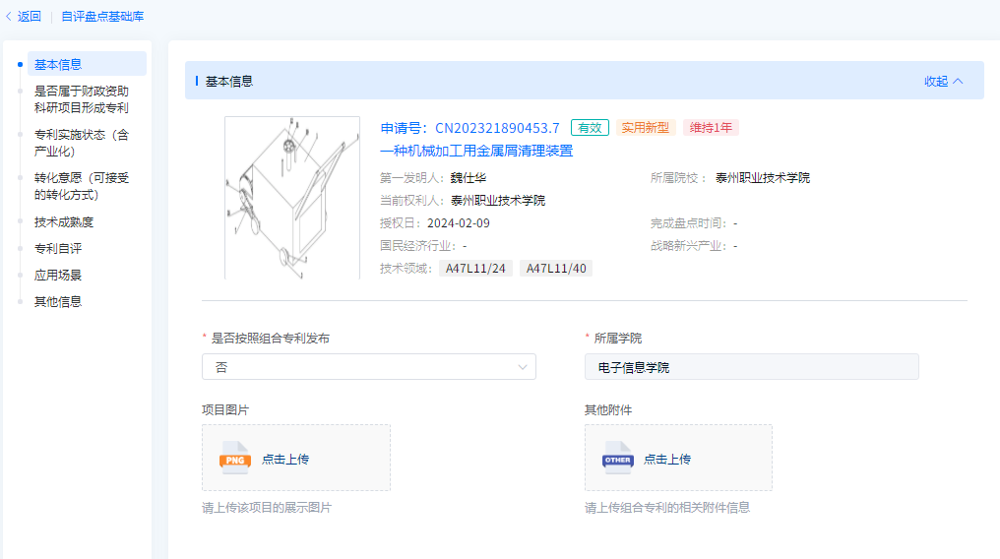 返回 自评盘点基础库
基本信息
是否属于财政资助
科研项目形成专利
专利实施状态（含
产业化）
转化意愿（可接受
的转化方式）
技术成熟度
专利自评
应用场景
其他信息
基本信息 收起
申请号： CN202321890453.7 有效 实用新型 维持1年
一种机械加工用金属屑清理装置
第一发明人： 魏仕华 所属院校： 泰州职业技术学院
当前权利人： 泰州职业技术学院
授权日： 2024-02-09 完成盘点时间： -
国民经济行业： - 战略新兴产业： -
技术领域： A47L11/24 A47L11/40
* 是否按照组合专利发布 * 所属学院
否 电子信息学院
项目图片 其他附件
PNG 点击上传 OTHER 点击上传
请上传该项目的展示图片 请上传组合专利的相关附件信息